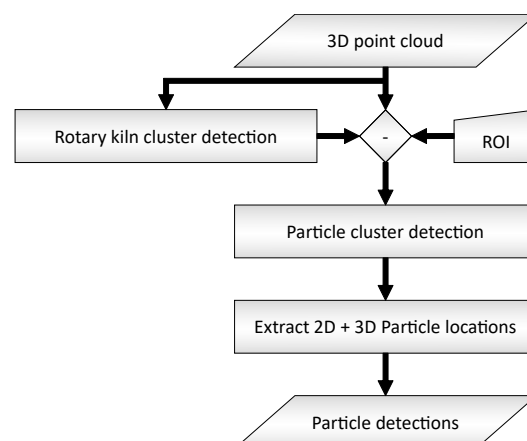 3D point cloud
Rotary kiln cluster detection
-
ROI
Particle cluster detection
Extract 2D + 3D Particle locations
Particle detections